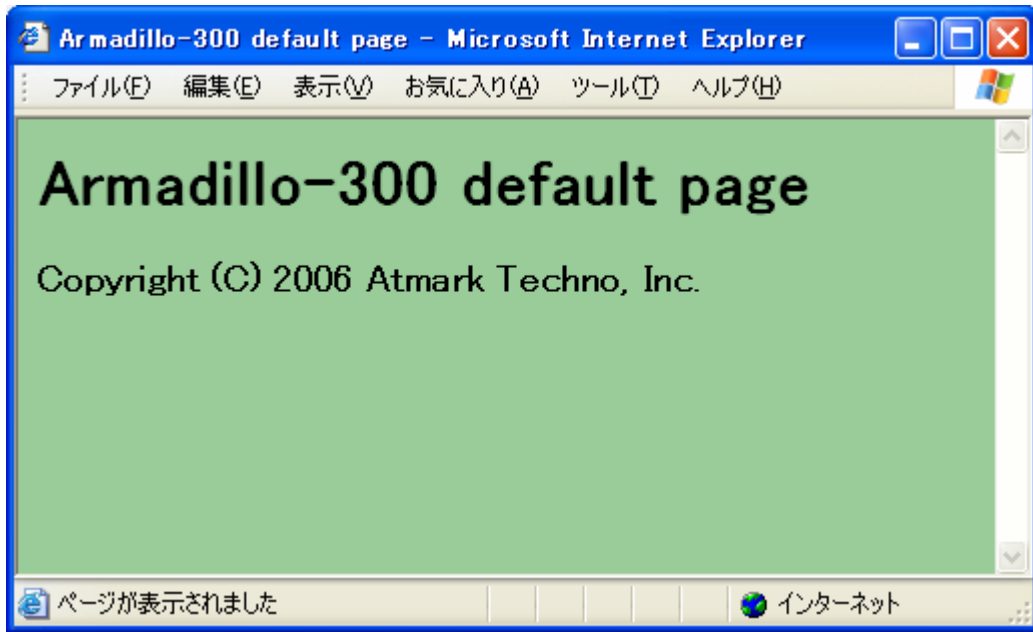 Armadillo-300 default page - Microsoft Internet Explorer
ファイル(F) 編集(E) 表示(V) お気に入り(A) ツール(T) ヘルプ(H)
Armadillo-300 default page
Copyright (C) 2006 Atmark Techno, Inc.
ページが表示されました インターネット